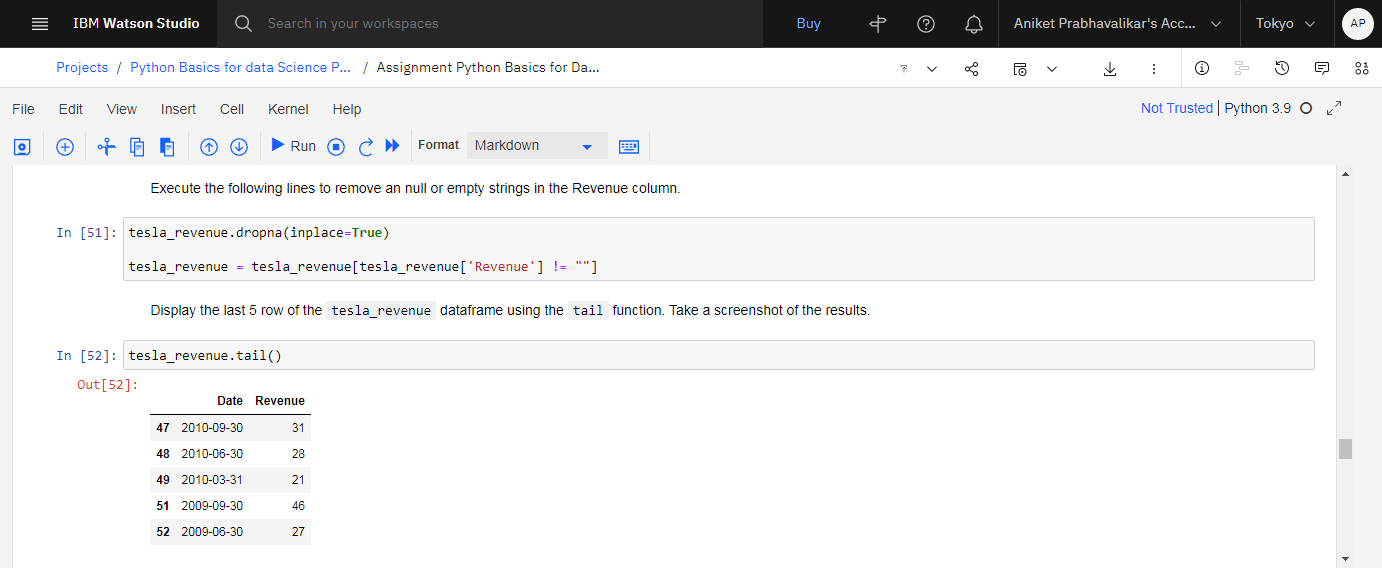 IBM Watson Studio
Search in your workspaces
Buy
Aniket Prabhavalikar's Acc...
Tokyo
AP
Projects / Python Basics for data Science P... / Assignment Python Basics for Da...
File Edit View Insert Cell Kernel Help
Not Trusted | Python 3.9
Run
Format
Markdown
Execute the following lines to remove an null or empty strings in the Revenue column.
In [51]: tesla_revenue.dropna(inplace=True)
tesla_revenue = tesla_revenue[tesla_revenue['Revenue'] != ""]
Display the last 5 row of the tesla_revenue dataframe using the tail function. Take a screenshot of the results.
In [52]: tesla_revenue.tail()
Out[52]:
Date Revenue
47 2010-09-30 31
48 2010-06-30 28
49 2010-03-31 21
51 2009-09-30 46
52 2009-06-30 27